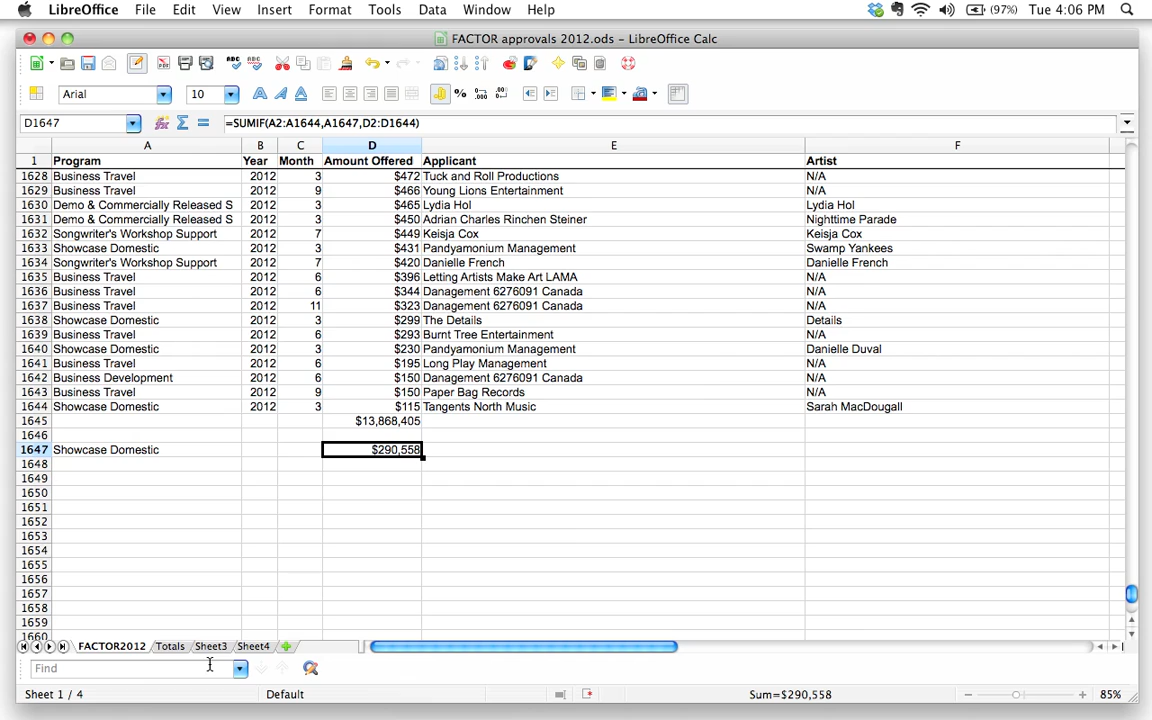 LibreOffice File Edit View Insert Format Tools Data Window Help (97%) Tue 4:06 PM
FACTOR approvals 2012.ods – LibreOffice Calc
Arial 10
D1647 =SUMIF(A2:A1644,A1647,D2:D1644)
A B C D E F
1 Program Year Month Amount Offered Applicant Artist
1628 Business Travel 2012 3 $472 Tuck and Roll Productions N/A
1629 Business Travel 2012 9 $466 Young Lions Entertainment N/A
1630 Demo & Commercially Released S 2012 3 $465 Lydia Hol Lydia Hol
1631 Demo & Commercially Released S 2012 3 $450 Adrian Charles Rinchen Steiner Nighttime Parade
1632 Songwriter's Workshop Support 2012 7 $449 Keisja Cox Keisja Cox
1633 Showcase Domestic 2012 3 $431 Pandyamonium Management Swamp Yankees
1634 Songwriter's Workshop Support 2012 7 $420 Danielle French Danielle French
1635 Business Travel 2012 6 $396 Letting Artists Make Art LAMA N/A
1636 Business Travel 2012 6 $344 Danagement 6276091 Canada N/A
1637 Business Travel 2012 11 $323 Danagement 6276091 Canada N/A
1638 Showcase Domestic 2012 3 $299 The Details Details
1639 Business Travel 2012 6 $293 Burnt Tree Entertainment N/A
1640 Showcase Domestic 2012 3 $230 Pandyamonium Management Danielle Duval
1641 Business Travel 2012 6 $195 Long Play Management N/A
1642 Business Development 2012 6 $150 Danagement 6276091 Canada N/A
1643 Business Travel 2012 9 $150 Paper Bag Records N/A
1644 Showcase Domestic 2012 3 $115 Tangents North Music Sarah MacDougall
1645 $13,868,405
1646
1647 Showcase Domestic $290,558
1648
1649
1650
1651
1652
1653
1654
1655
1656
1657
1658
1659
1660
FACTOR2012 Totals Sheet3 Sheet4
Find
Sheet 1 / 4 Default Sum=$290,558 85%